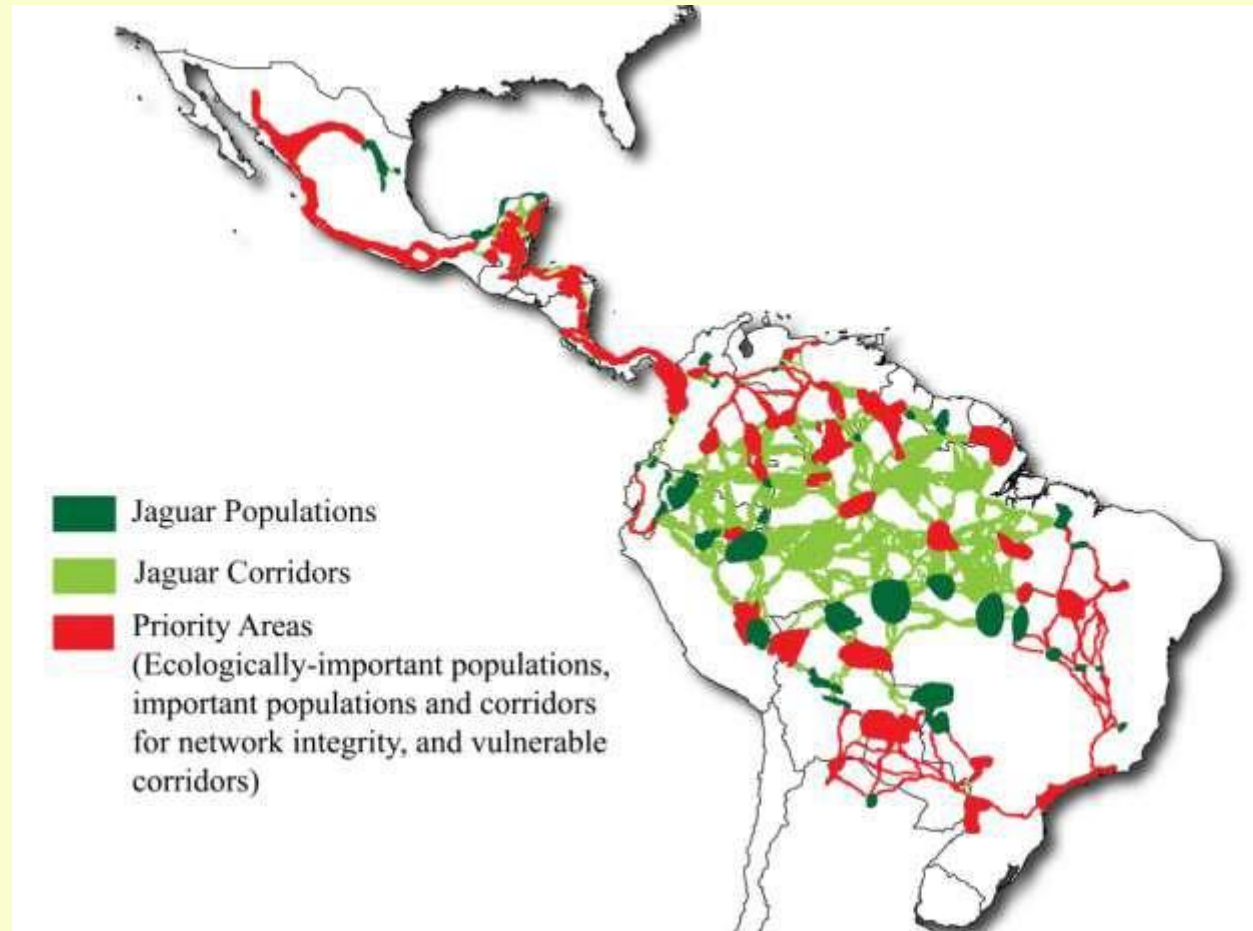 Jaguar Populations
Jaguar Corridors
Priority Areas
(Ecologically-important populations,
important populations and corridors
for network integrity, and vulnerable
corridors)